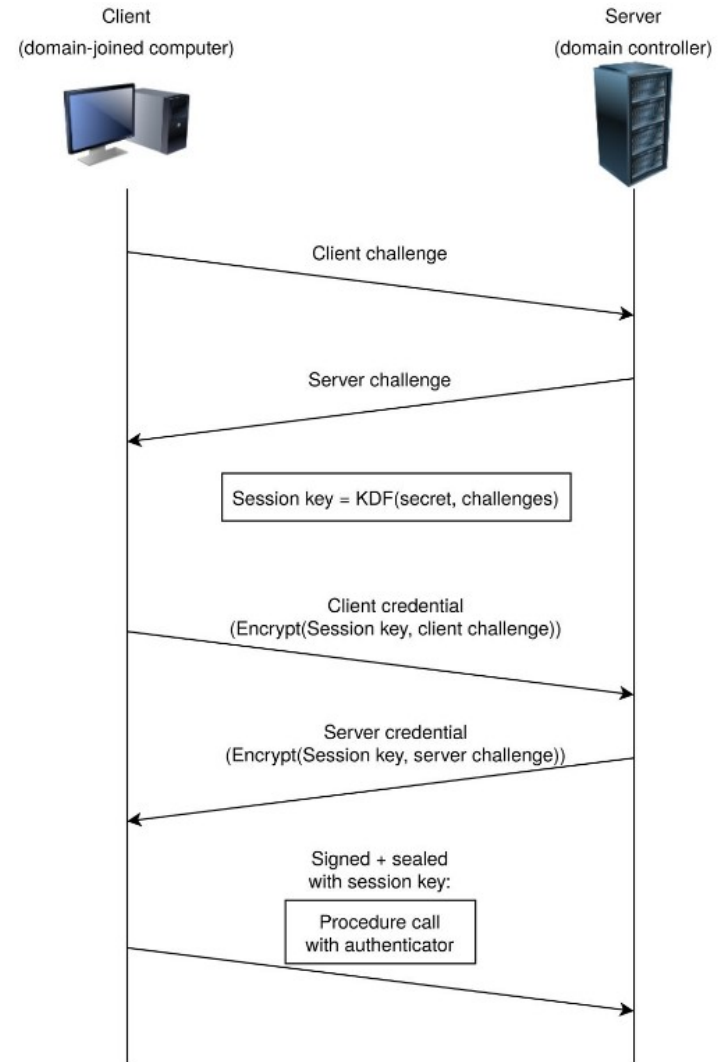 Client
(domain-joined computer)
Server
(domain controller)
Client challenge
Server challenge
Session key = KDF(secret, challenges)
Client credential
(Encrypt(Session key, client challenge))
Server credential
(Encrypt(Session key, server challenge))
Signed + sealed
with session key:
Procedure call
with authenticator